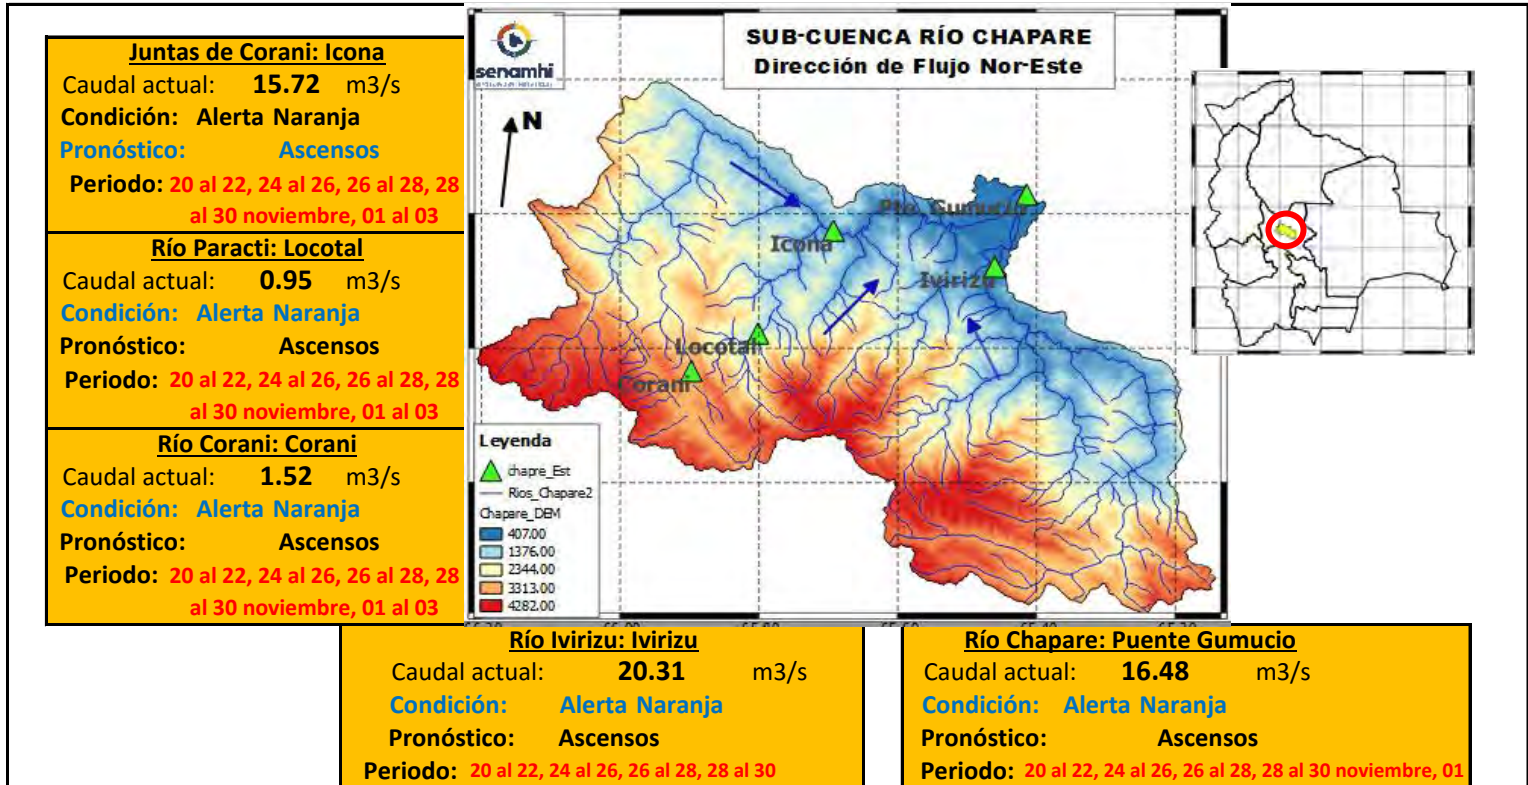 Juntas de Corani: Icona
Caudal actual: 15.72 m3/s
Condición: Alerta Naranja
Pronóstico: Ascensos
Periodo: 20 al 22, 24 al 26, 26 al 28, 28
al 30 noviembre, 01 al 03
Río Paracti: Locotal
Caudal actual: 0.95 m3/s
Condición: Alerta Naranja
Pronóstico: Ascensos
Periodo: 20 al 22, 24 al 26, 26 al 28, 28
al 30 noviembre, 01 al 03
Río Corani: Corani
Caudal actual: 1.52 m3/s
Condición: Alerta Naranja
Pronóstico: Ascensos
Periodo: 20 al 22, 24 al 26, 26 al 28, 28
al 30 noviembre, 01 al 03
senamhi
SUB-CUENCA RÍO CHAPARE
Dirección de Flujo Nor-Este
N
Pto. Gumucio
Icona
Ivirizu
Locotal
Corani
Leyenda
chapre_Est
Rios_Chapare2
Chapare_DEM
407.00
1376.00
2344.00
3313.00
4282.00
Río Ivirizu: Ivirizu
Caudal actual: 20.31 m3/s
Condición: Alerta Naranja
Pronóstico: Ascensos
Periodo: 20 al 22, 24 al 26, 26 al 28, 28 al 30
Río Chapare: Puente Gumucio
Caudal actual: 16.48 m3/s
Condición: Alerta Naranja
Pronóstico: Ascensos
Periodo: 20 al 22, 24 al 26, 26 al 28, 28 al 30 noviembre, 01